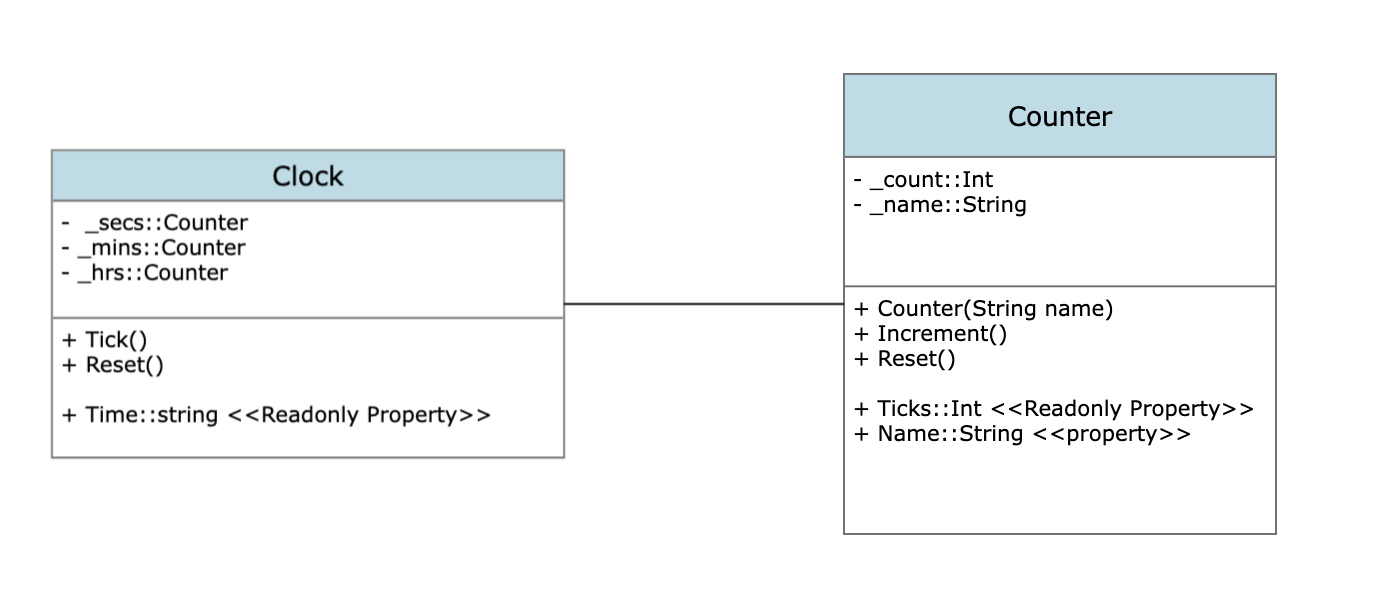 Clock
- _secs::Counter
- _mins::Counter
- _hrs::Counter
+ Tick()
+ Reset()
+ Time::string <<Readonly Property>>
Counter
- _count::Int
- _name::String
+ Counter(String name)
+ Increment()
+ Reset()
+ Ticks::Int <<Readonly Property>>
+ Name::String <<property>>